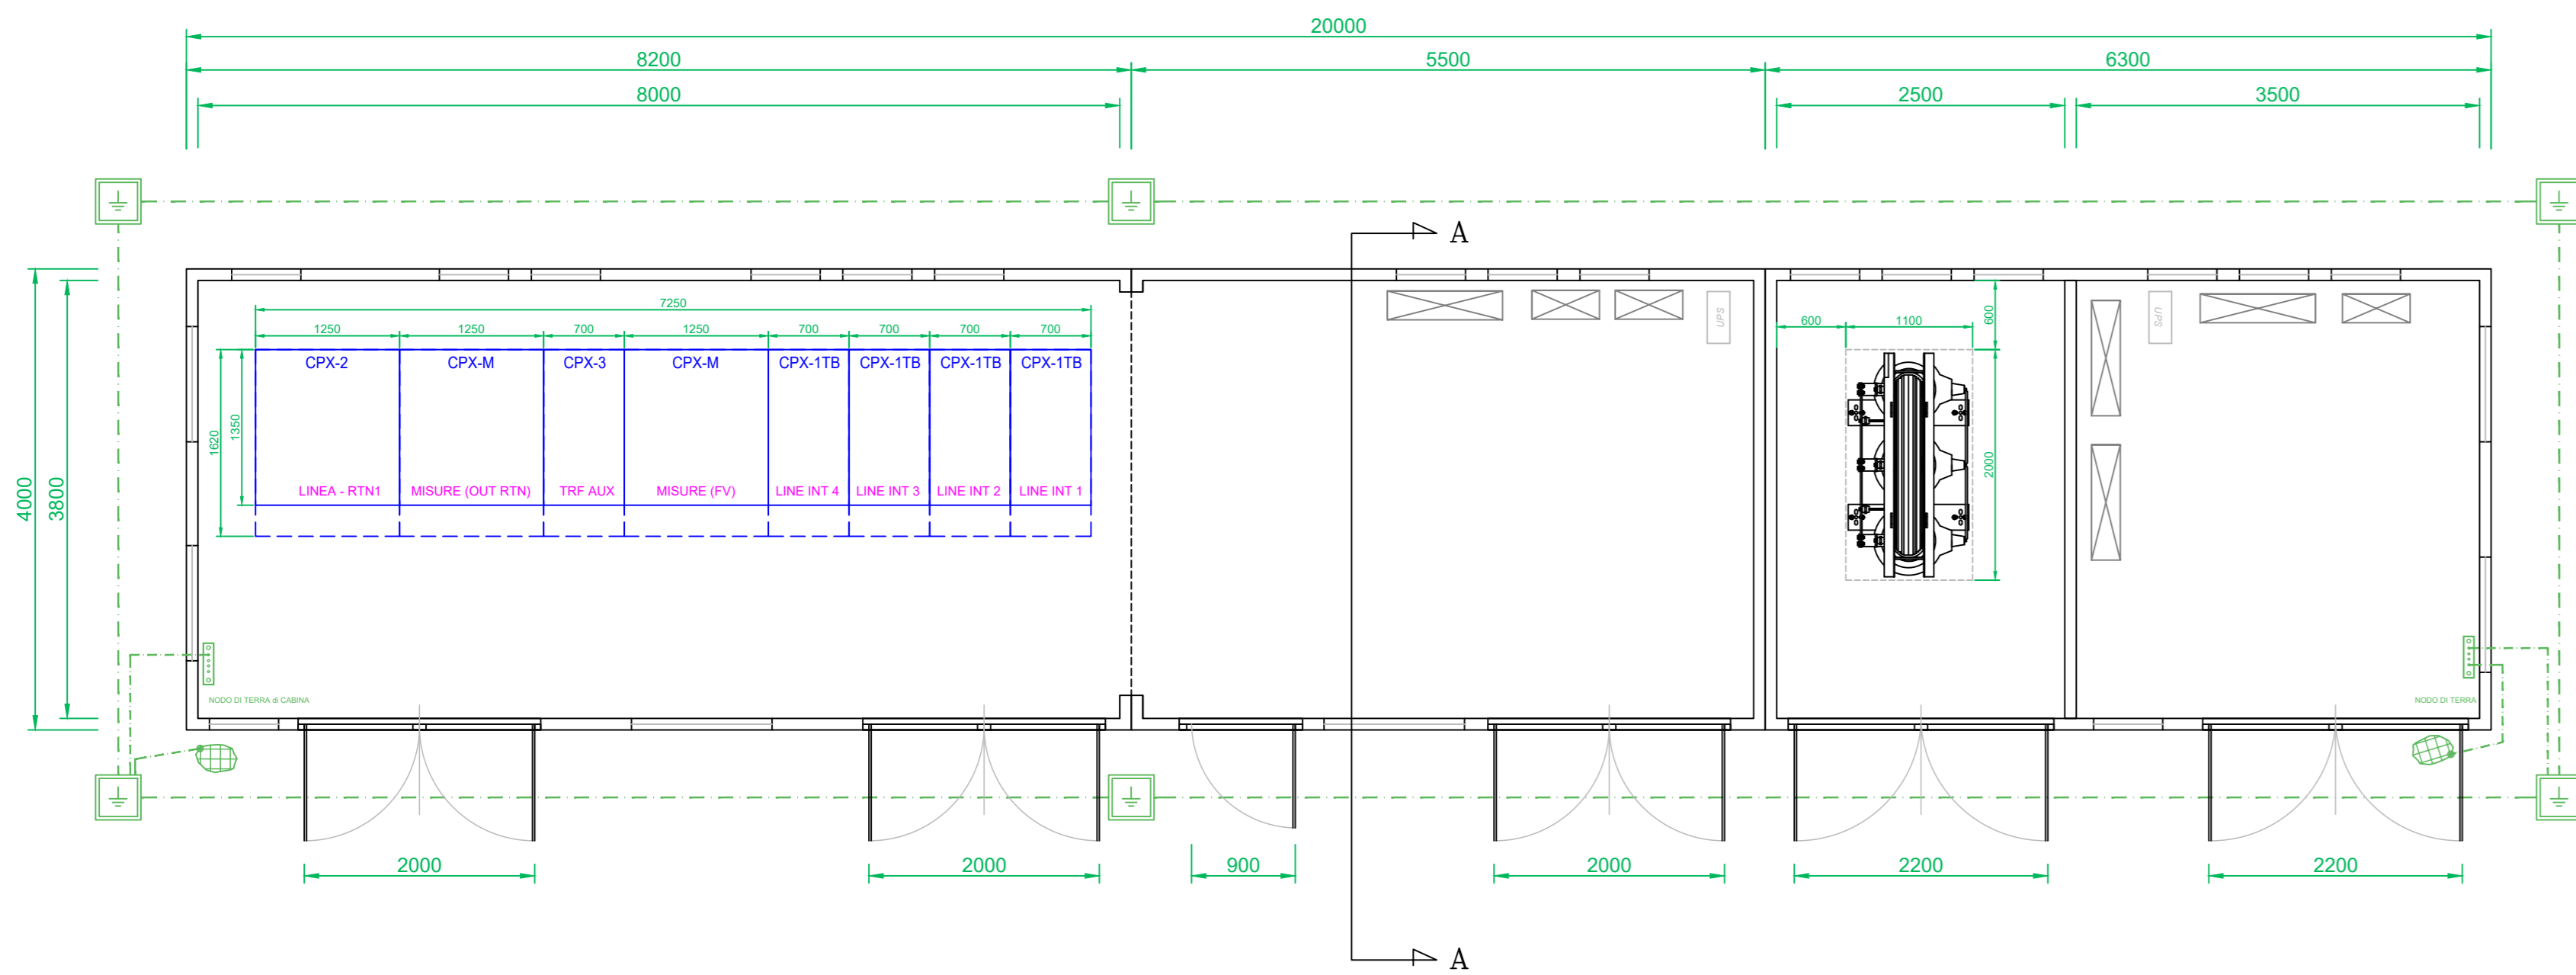 20000
8200 5500 6300
8000 2500 3500
A
7250
1250 1250 700 1250 700 700 700 700
CPX-2 CPX-M CPX-3 CPX-M CPX-1TB CPX-1TB CPX-1TB CPX-1TB
LINEA - RTN1 MISURE (OUT RTN) TRF AUX MISURE (FV) LINE INT 4 LINE INT 3 LINE INT 2 LINE INT 1
1350
1620
3800
4000
UPS
600 1100 600
2000
UPS
NODO DI TERRA di CABINA
NODO DI TERRA
2000 2000 900 2000 2200 2200
A